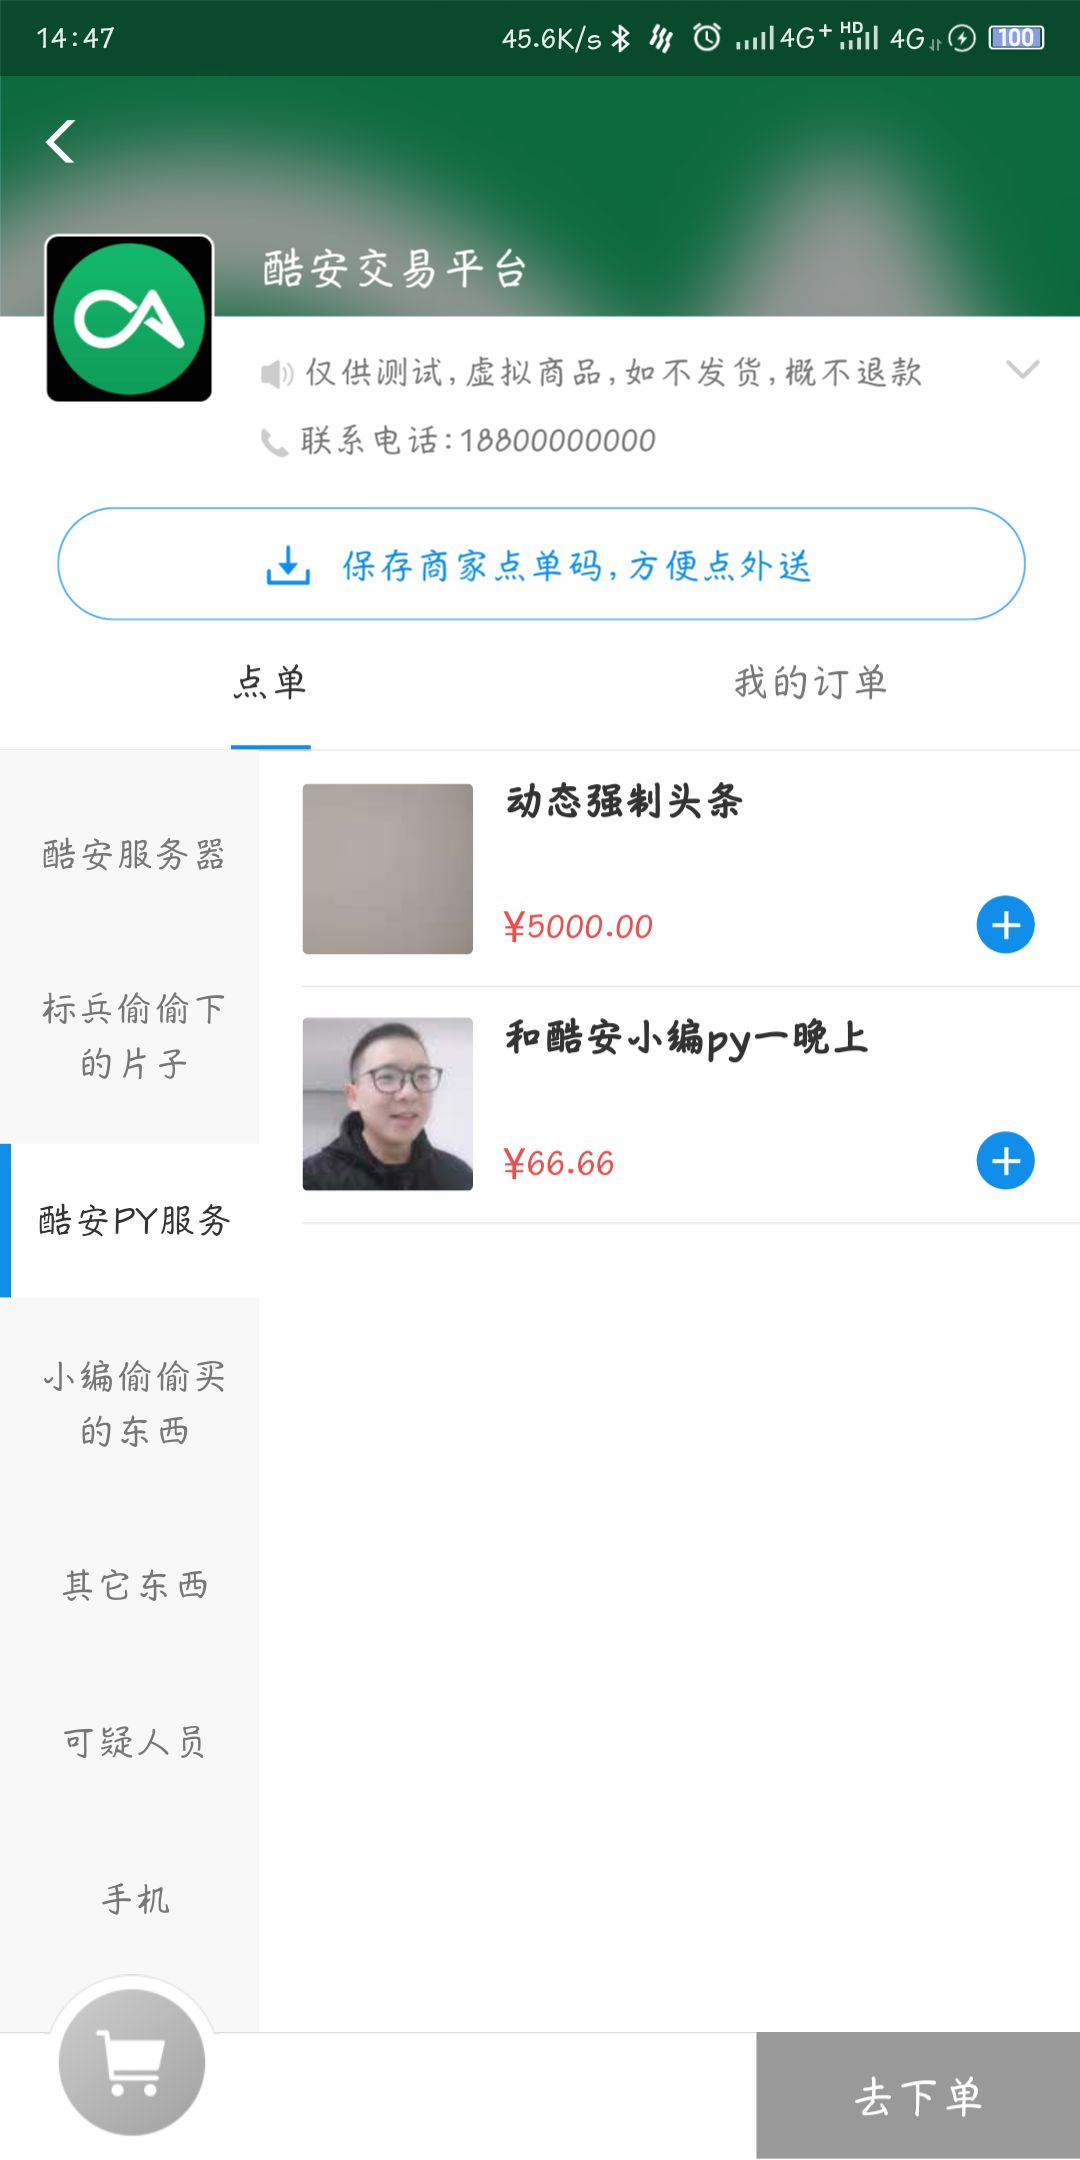 14:47
45.6K/s 4G+ HD 4G 100
酷安交易平台
仅供测试,虚拟商品,如不发货,概不退款
联系电话:18800000000
保存商家点单码,方便点外送
点单
我的订单
酷安服务器
标兵偷偷下
的片子
酷安PY服务
小编偷偷买
的东西
其它东西
可疑人员
手机
动态强制头条
¥5000.00
和酷安小编py一晚上
¥66.66
去下单